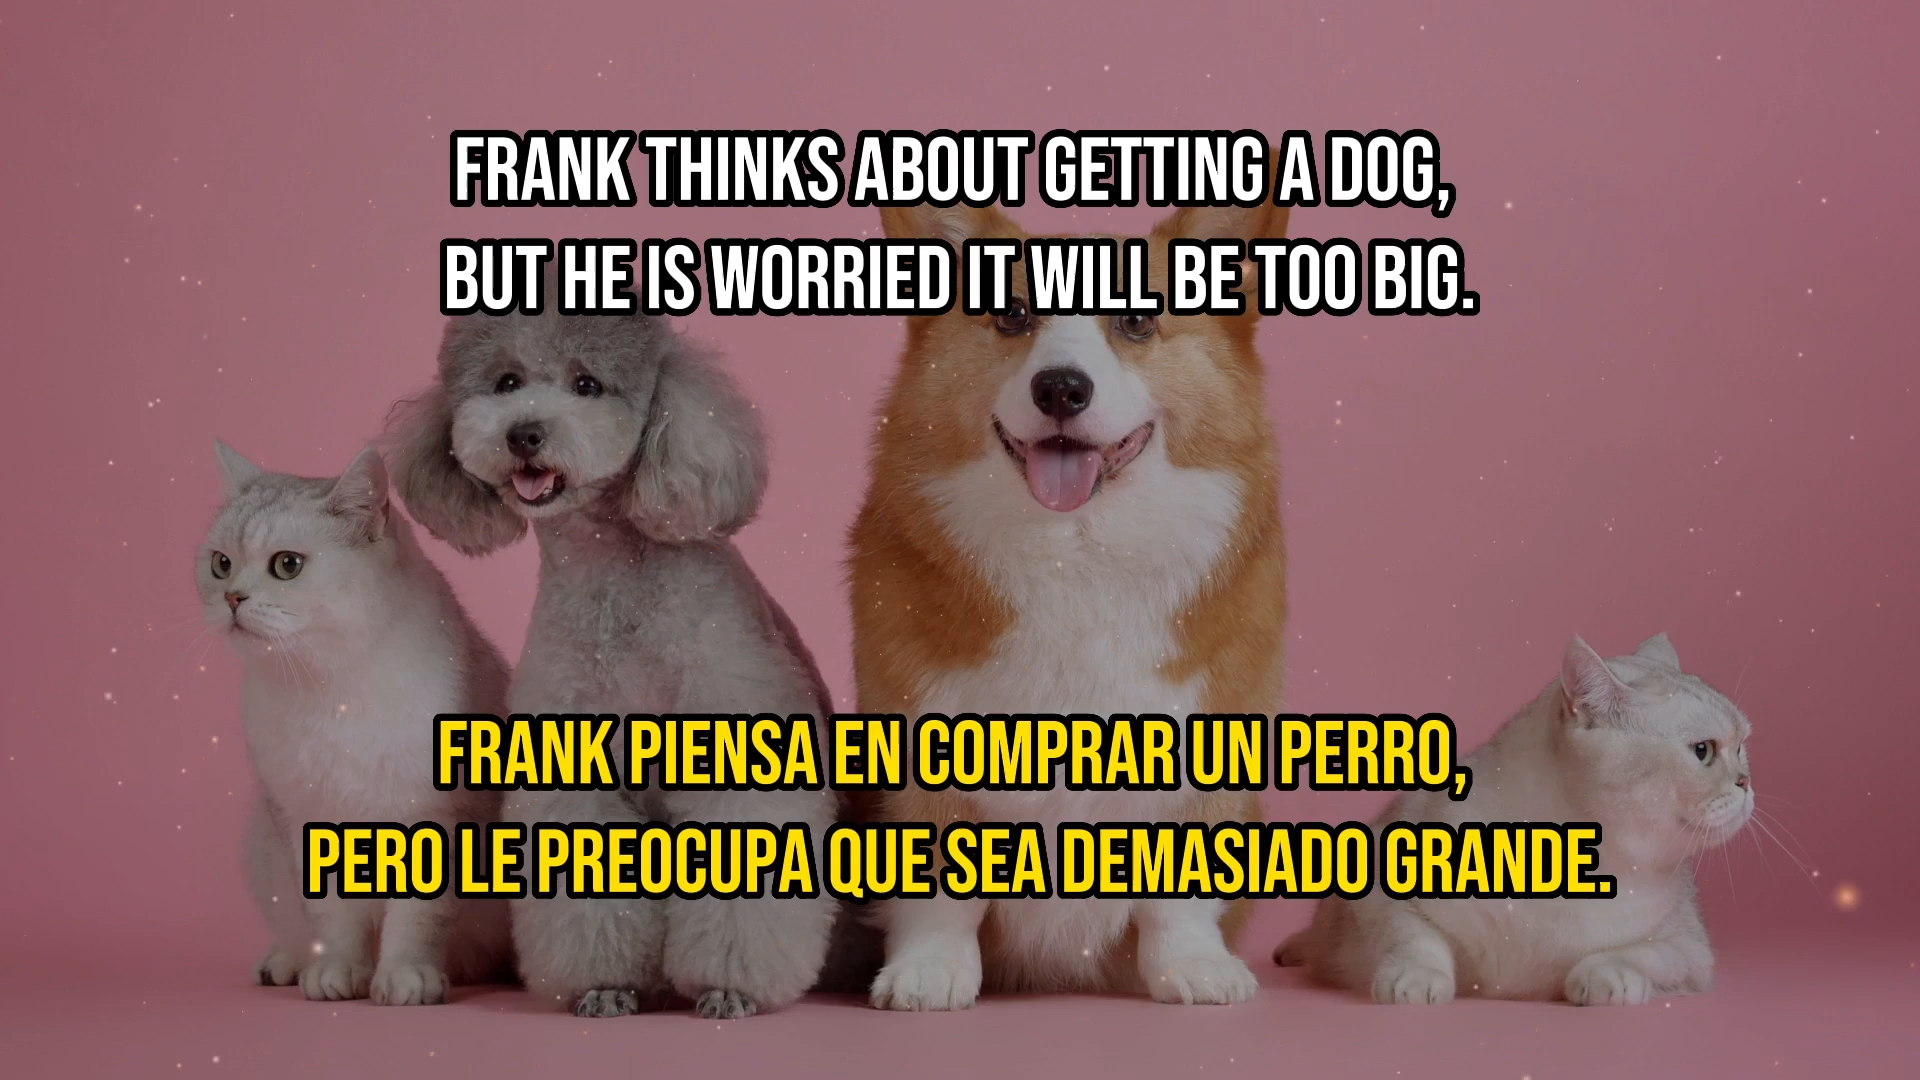 FRANK THINKS ABOUT GETTING A DOG,
BUT HE IS WORRIED IT WILL BE TOO BIG.
FRANK PIENSA EN COMPRAR UN PERRO,
PERO LE PREOCUPA QUE SEA DEMASIADO GRANDE.